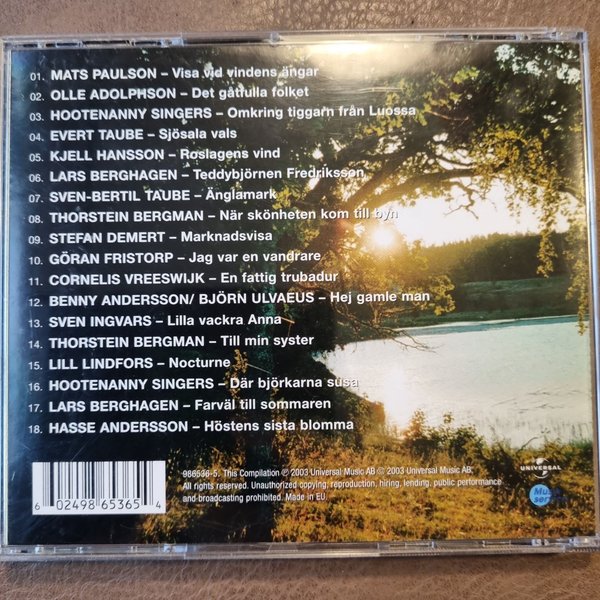 01. MATS PAULSON – Visa vid vindens ängar
02. OLLE ADOLPHSON – Det gåtfulla folket
03. HOOTENANNY SINGERS – Omkring tiggarn från Luossa
04. EVERT TAUBE – Sjösala vals
05. KJELL HANSSON – Roslagens vind
06. LARS BERGHAGEN – Teddybjörnen Fredriksson
07. SVEN-BERTIL TAUBE – Änglamark
08. THORSTEIN BERGMAN – När skönheten kom till byn
09. STEFAN DEMERT – Marknadsvisa
10. GÖRAN FRISTORP – Jag var en vandrare
11. CORNELIS VREESWIJK – En fattig trubadur
12. BENNY ANDERSSON/ BJÖRN ULVAEUS – Hej gamle man
13. SVEN INGVARS – Lilla vackra Anna
14. THORSTEIN BERGMAN – Till min syster
15. LILL LINDFORS – Nocturne
16. HOOTENANNY SINGERS – Där björkarna susa
17. LARS BERGHAGEN – Farväl till sommaren
18. HASSE ANDERSSON – Höstens sista blomma
986536-5. This Compilation ℗ 2003 Universal Music AB © 2003 Universal Music AB.
All rights reserved. Unauthorized copying, reproduction, hiring, lending, public performance
and broadcasting prohibited. Made in EU.
UNIVERSAL
6 02498 65365 4